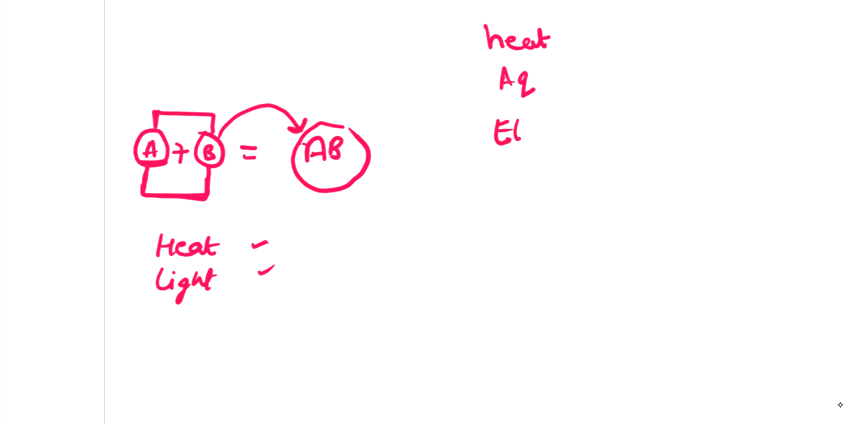 heat
Aq
El
A + B = AB
Heat ✓
Light ✓